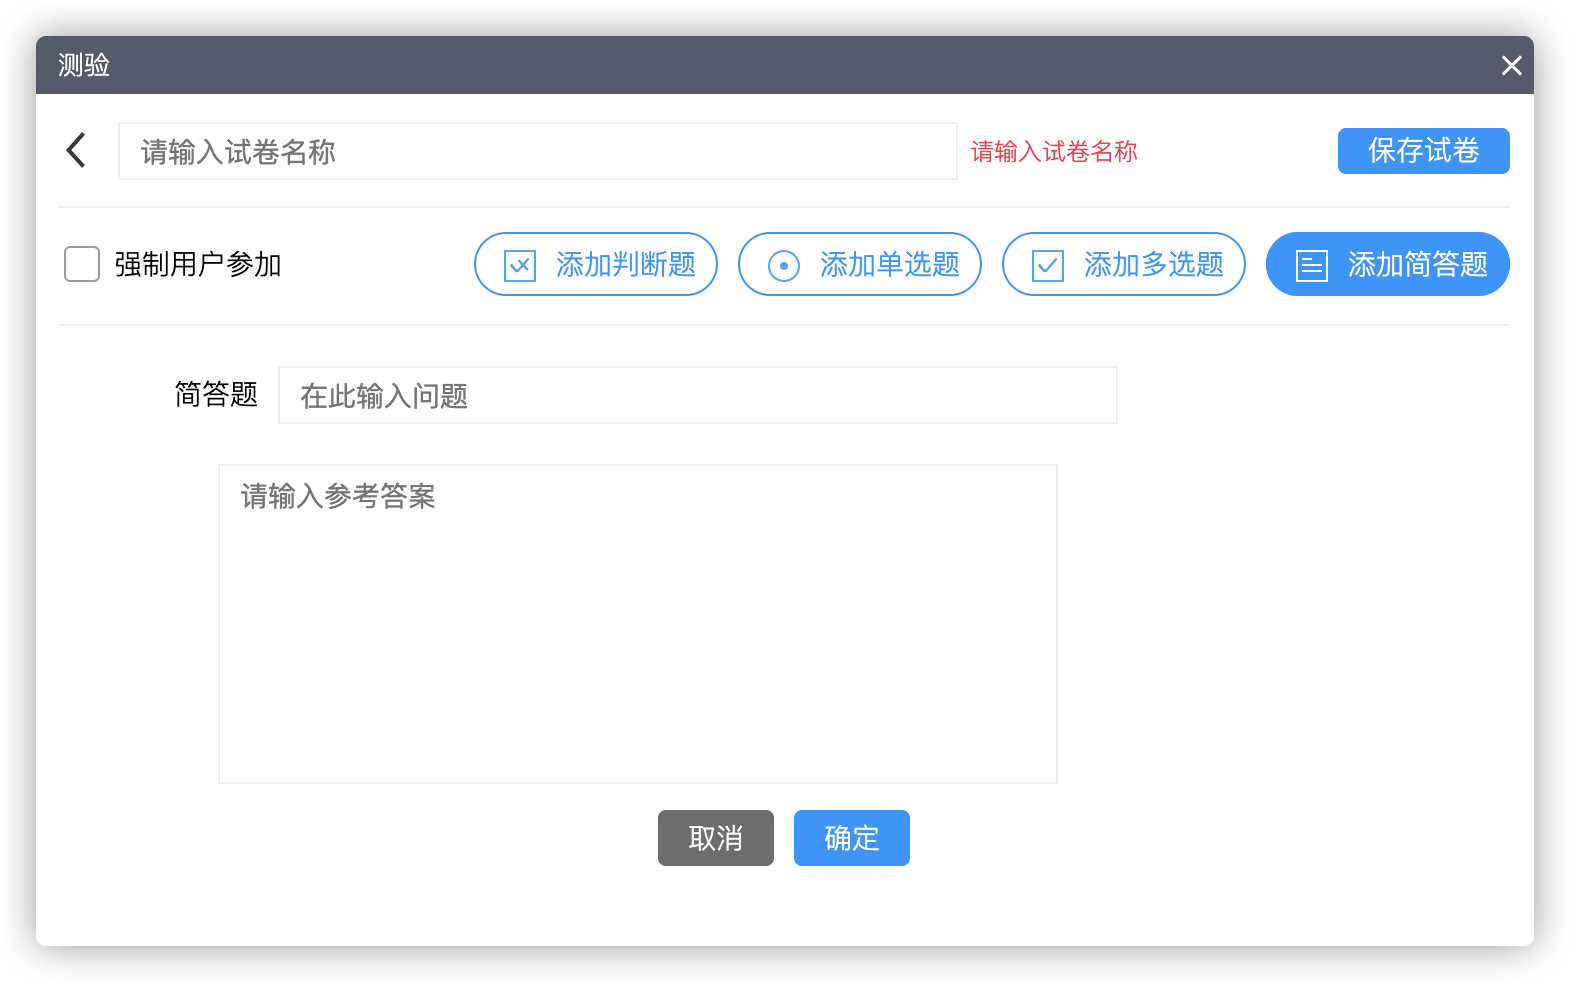 测验
请输入试卷名称
请输入试卷名称
保存试卷
强制用户参加
添加判断题
添加单选题
添加多选题
添加简答题
简答题
在此输入问题
请输入参考答案
取消
确定